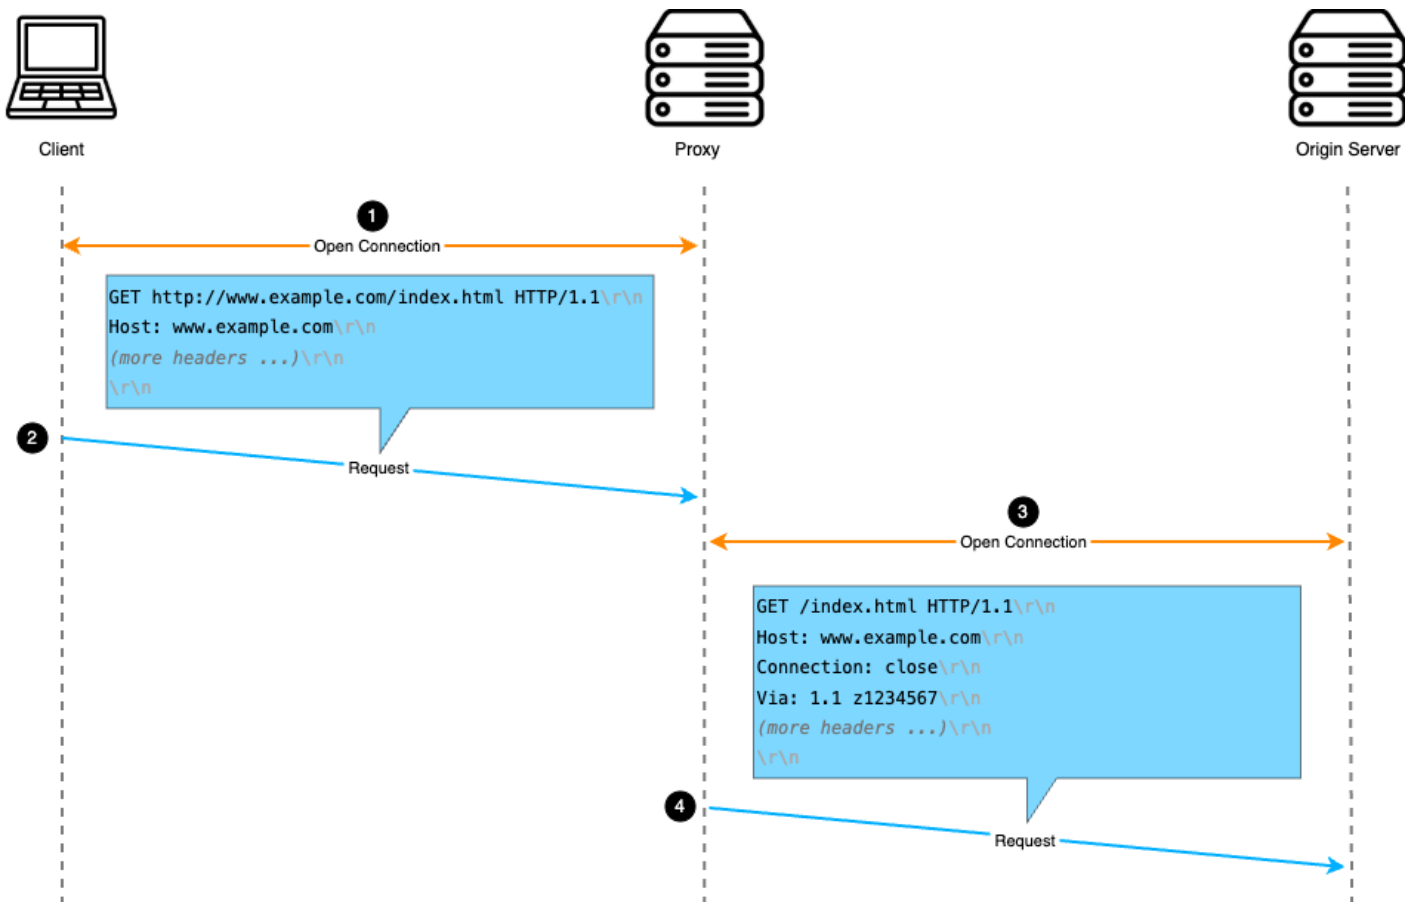 Client
Proxy
Origin Server
1
Open Connection
GET http://www.example.com/index.html HTTP/1.1\r\n
Host: www.example.com\r\n
(more headers ...)\r\n
\r\n
2
Request
3
Open Connection
GET /index.html HTTP/1.1\r\n
Host: www.example.com\r\n
Connection: close\r\n
Via: 1.1 z1234567\r\n
(more headers ...)\r\n
\r\n
4
Request